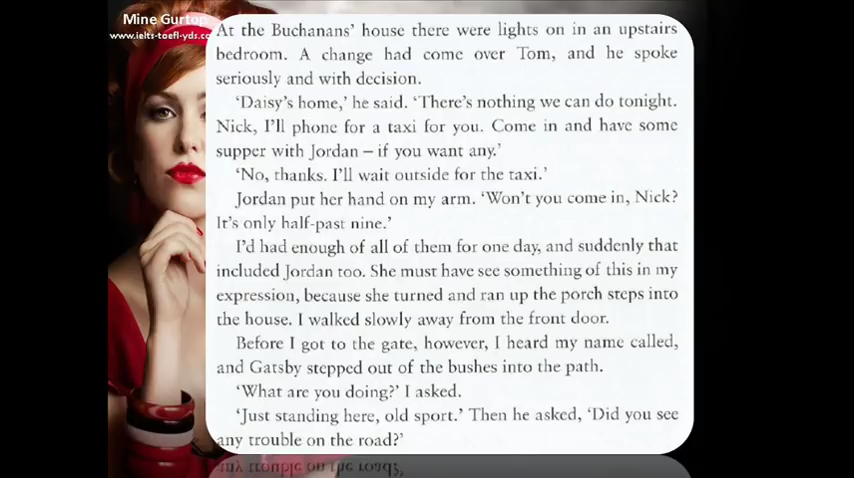 Mine Gurtop
www.ielts-toefl-yds.co
At the Buchanans' house there were lights on in an upstairs
bedroom. A change had come over Tom, and he spoke
seriously and with decision.
'Daisy's home,' he said. 'There's nothing we can do tonight.
Nick, I'll phone for a taxi for you. Come in and have some
supper with Jordan – if you want any.'
'No, thanks. I'll wait outside for the taxi.'
Jordan put her hand on my arm. 'Won't you come in, Nick?
It's only half-past nine.'
I'd had enough of all of them for one day, and suddenly that
included Jordan too. She must have see something of this in my
expression, because she turned and ran up the porch steps into
the house. I walked slowly away from the front door.
Before I got to the gate, however, I heard my name called,
and Gatsby stepped out of the bushes into the path.
'What are you doing?' I asked.
'Just standing here, old sport.' Then he asked, 'Did you see
any trouble on the road?'